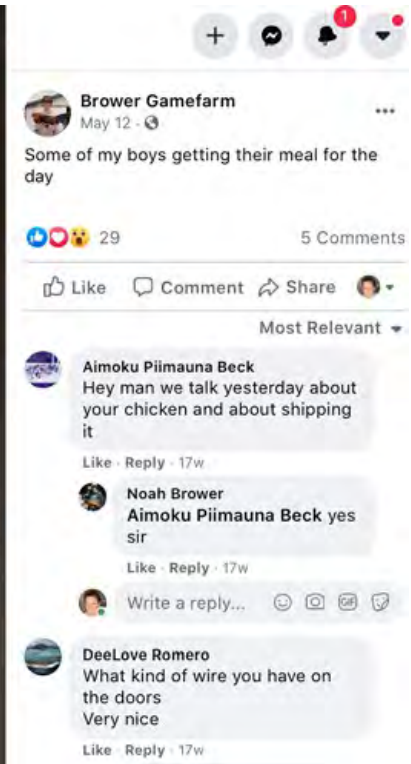 1
Brower Gamefarm
May 12 ·
Some of my boys getting their meal for the
day
29
5 Comments
Like Comment Share
Most Relevant
Aimoku Piimauna Beck
Hey man we talk yesterday about
your chicken and about shipping
it
Like · Reply · 17w
Noah Brower
Aimoku Piimauna Beck yes
sir
Like · Reply · 17w
Write a reply... GIF
DeeLove Romero
What kind of wire you have on
the doors
Very nice
Like · Reply · 17w